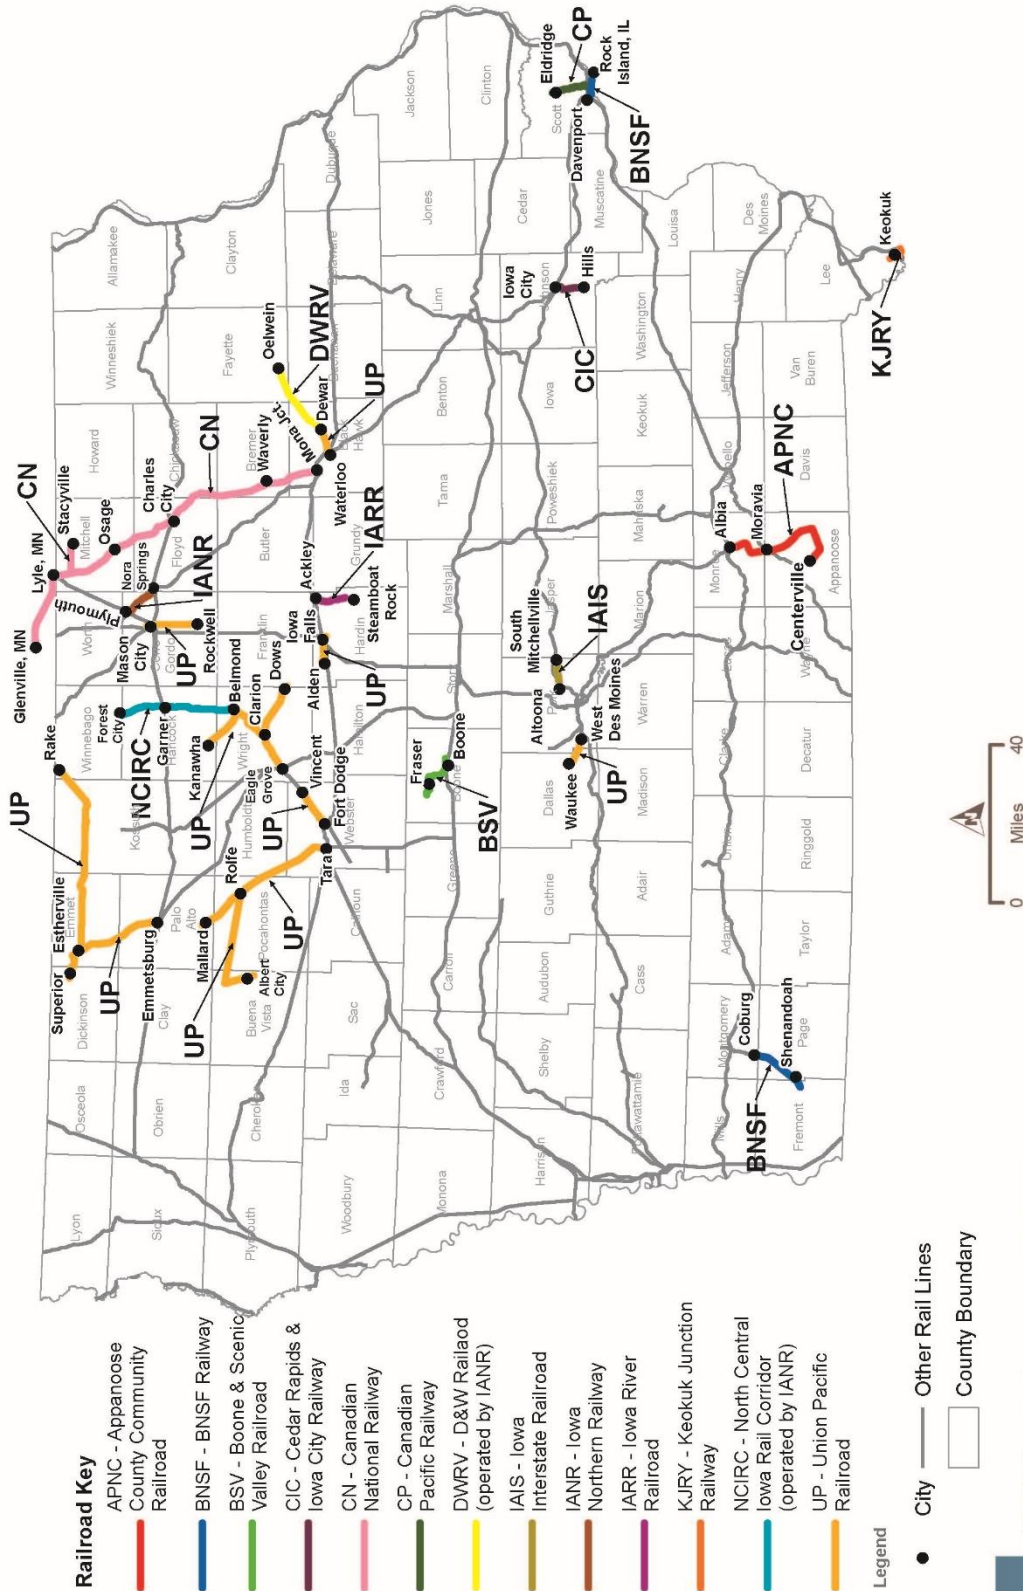 Railroad Key
APNC - Appanoose
County Community
Railroad
BNSF - BNSF Railway
BSV - Boone & Scenic
Valley Railroad
CIC - Cedar Rapids &
Iowa City Railway
CN - Canadian
National Railway
CP - Canadian
Pacific Railway
DWRV - D&W Railaod
(operated by IANR)
IAIS - Iowa
Interstate Railroad
IANR - Iowa
Northern Railway
IARR - Iowa River
Railroad
KJRY - Keokuk Junction
Railway
NCIRC - North Central
Iowa Rail Corridor
(operated by IANR)
UP - Union Pacific
Railroad
Legend
City
Other Rail Lines
County Boundary
0
40
Miles
N
Lyon
Osceola
Dickinson
Emmet
Winnebago
Worth
Mitchell
Howard
Winneshiek
Allamakee
Sioux
Obrien
Clay
Palo
Alto
Kossuth
Hancock
Cerro
Gordo
Floyd
Chickasaw
Fayette
Clayton
Plymouth
Cherokee
Buena
Vista
Pocahontas
Humboldt
Wright
Franklin
Butler
Bremer
Woodbury
Ida
Sac
Calhoun
Webster
Hamilton
Hardin
Grundy
Black
Hawk
Buchanan
Delaware
Dubuque
Monona
Crawford
Carroll
Greene
Boone
Story
Marshall
Tama
Benton
Linn
Jones
Jackson
Clinton
Harrison
Shelby
Audubon
Guthrie
Dallas
Polk
Jasper
Poweshiek
Iowa
Johnson
Cedar
Scott
Muscatine
Pottawattamie
Cass
Adair
Madison
Warren
Marion
Mahaska
Keokuk
Washington
Louisa
Mills
Montgomery
Adams
Union
Clarke
Lucas
Monroe
Wapello
Jefferson
Henry
Des
Moines
Fremont
Page
Taylor
Ringgold
Decatur
Wayne
Appanoose
Davis
Van
Buren
Lee
Glenville, MN
Lyle, MN
CN
Stacyville
Osage
Charles
City
CN
Waverly
Mona Jct.
Waterloo
Dewar
Oelwein
DWRV
UP
Rake
UP
Superior
Estherville
UP
Emmetsburg
Forest
City
NCIRC
Garner
Belmond
Kanawha
UP
Clarion
Dows
Eagle
Grove
UP
Vincent
Fort Dodge
Tara
Rolfe
Mallard
UP
UP
Albert
City
Plymouth
Nora
Springs
IANR
Mason
City
UP
Rockwell
Iowa
Falls
Alden
UP
Ackley
IARR
Steamboat
Rock
Fraser
Boone
BSV
South
Mitchellville
IAIS
Altoona
West
Des Moines
Waukee
UP
Iowa
City
Hills
CIC
Eldridge
CP
Davenport
Rock
Island, IL
BNSF
Coburg
Shenandoah
BNSF
Albia
Moravia
APNC
Centerville
Keokuk
KJRY